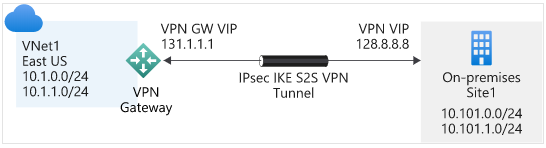 VNet1
East US
10.1.0.0/24
10.1.1.0/24
VPN
Gateway
VPN GW VIP
131.1.1.1
IPsec IKE S2S VPN
Tunnel
VPN VIP
128.8.8.8
On-premises
Site1
10.101.0.0/24
10.101.1.0/24